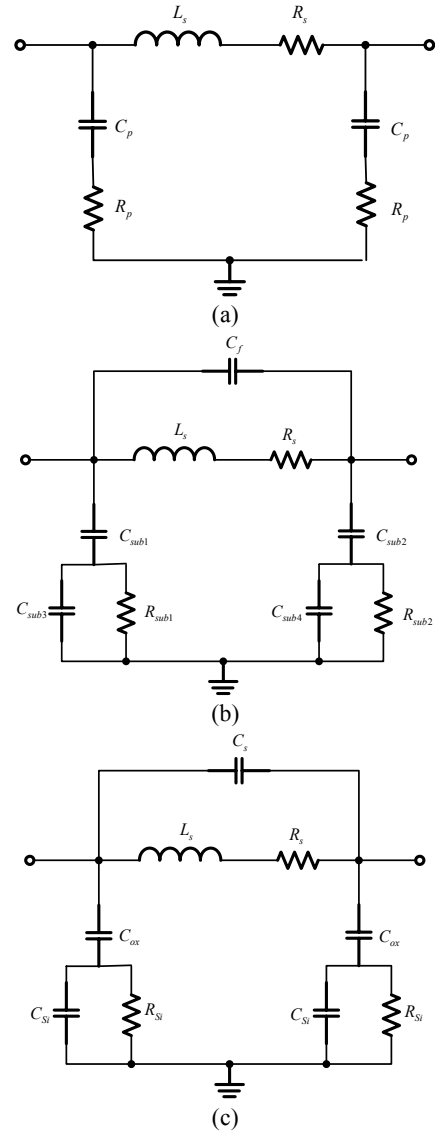 L_s R_s
C_p C_p
R_p R_p
(a)
C_f
L_s R_s
C_sub1 C_sub2
C_sub3 R_sub1 C_sub4 R_sub2
(b)
C_s
L_s R_s
C_ox C_ox
C_Si R_Si C_Si R_Si
(c)